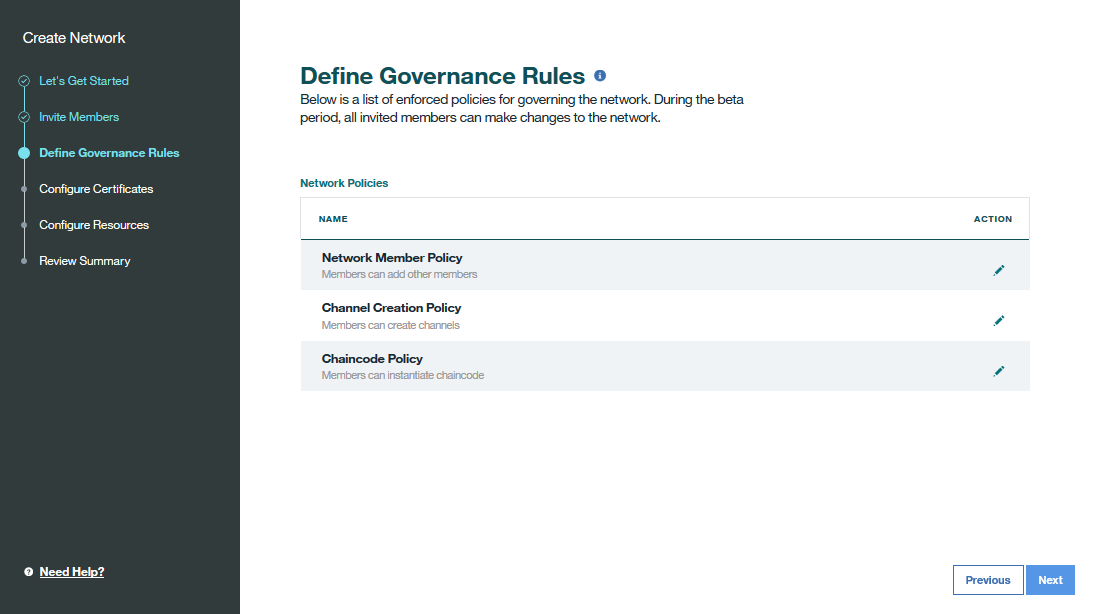 Create Network
Let's Get Started
Invite Members
Define Governance Rules
Configure Certificates
Configure Resources
Review Summary
Need Help?
Define Governance Rules
Below is a list of enforced policies for governing the network. During the beta
period, all invited members can make changes to the network.
Network Policies
NAME ACTION
Network Member Policy
Members can add other members
Channel Creation Policy
Members can create channels
Chaincode Policy
Members can instantiate chaincode
Previous Next